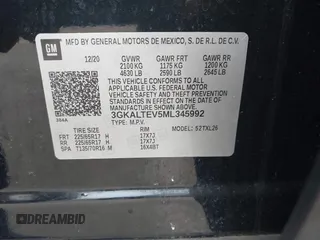 GM
MFD BY GENERAL MOTORS DE MEXICO, S. DE R.L. DE C.V.
12/20 GVWR GAWR FRT GAWR RR
2100 KG 1175 KG 1200 KG
4630 LB 2590 LB 2645 LB
THIS VEHICLE CONFORMS TO ALL APPLICABLE U.S. FEDERAL MOTOR VEHICLE SAFETY AND THEFT PREVENTION STANDARDS IN EFFECT ON THE DATE OF MANUFACTURE SHOWN ABOVE.
3GKALTEV5ML345992
TYPE: M.P.V. MODEL: 52TXL26
TIRE SIZE RIM
FRT 225/65R17 H 17X7J
RR 225/65R17 H 17X7J
SPA T135/70R16 M 16X4BT
DREAMBID